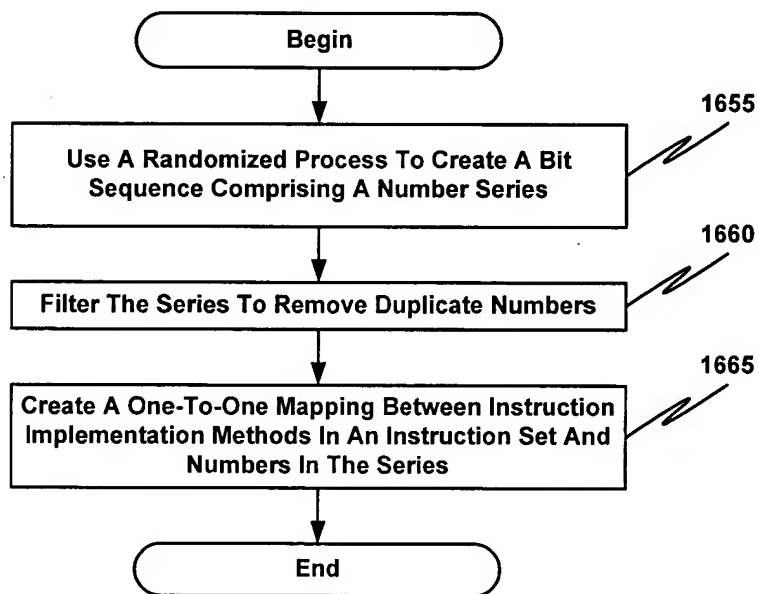 Begin
1655
Use A Randomized Process To Create A Bit
Sequence Comprising A Number Series
1660
Filter The Series To Remove Duplicate Numbers
1665
Create A One-To-One Mapping Between Instruction
Implementation Methods In An Instruction Set And
Numbers In The Series
End